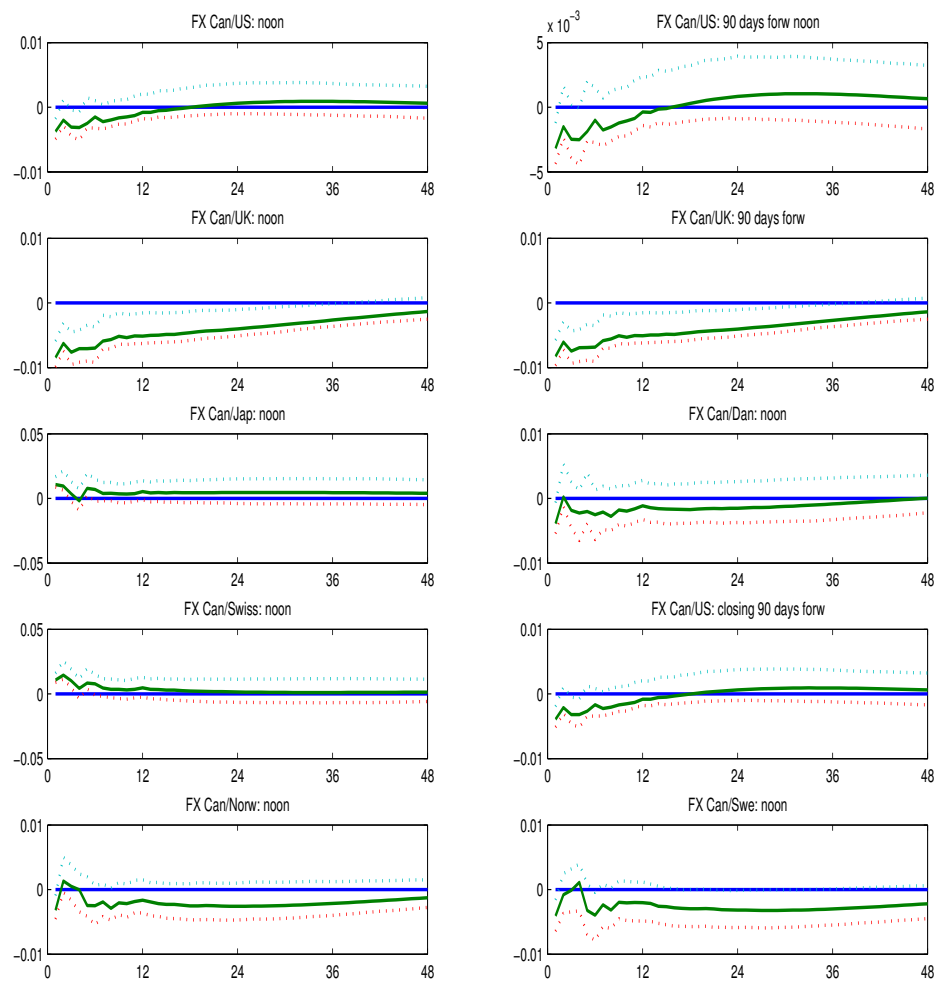 FX Can/US: noon
0.01
0
−0.01
0 12 24 36 48
FX Can/US: 90 days forw noon
x 10⁻³
5
0
−5
0 12 24 36 48
FX Can/UK: noon
0.01
0
−0.01
0 12 24 36 48
FX Can/UK: 90 days forw
0.01
0
−0.01
0 12 24 36 48
FX Can/Jap: noon
0.05
0
−0.05
0 12 24 36 48
FX Can/Dan: noon
0.01
0
−0.01
0 12 24 36 48
FX Can/Swiss: noon
0.05
0
−0.05
0 12 24 36 48
FX Can/US: closing 90 days forw
0.01
0
−0.01
0 12 24 36 48
FX Can/Norw: noon
0.01
0
−0.01
0 12 24 36 48
FX Can/Swe: noon
0.01
0
−0.01
0 12 24 36 48